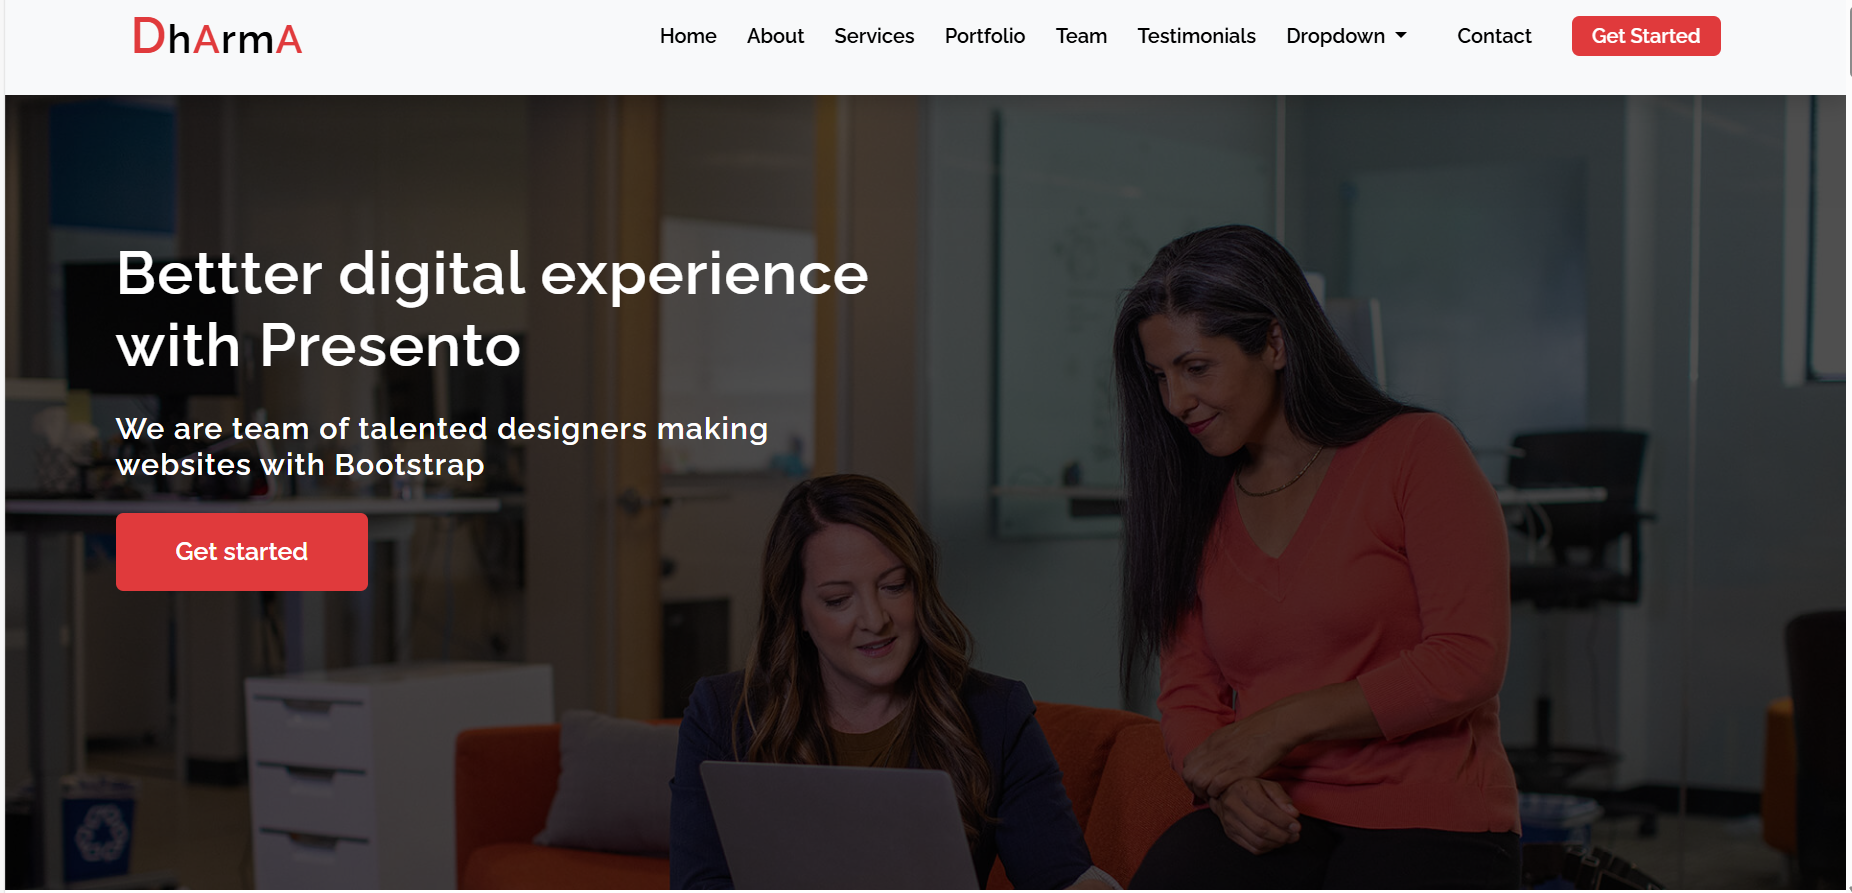 DhArmA
Home About Services Portfolio Team Testimonials Dropdown Contact Get Started
Bettter digital experience
with Presento
We are team of talented designers making
websites with Bootstrap
Get started